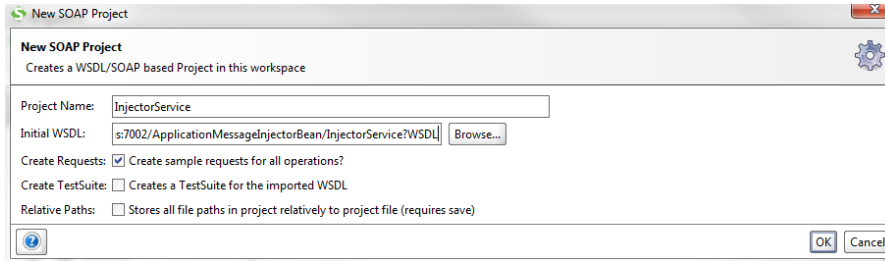 New SOAP Project
New SOAP Project
Creates a WSDL/SOAP based Project in this workspace
Project Name: InjectorService
Initial WSDL: s:7002/ApplicationMessageInjectorBean/InjectorService?WSDL Browse...
Create Requests: Create sample requests for all operations?
Create TestSuite: Creates a TestSuite for the imported WSDL
Relative Paths: Stores all file paths in project relatively to project file (requires save)
? OK Cancel